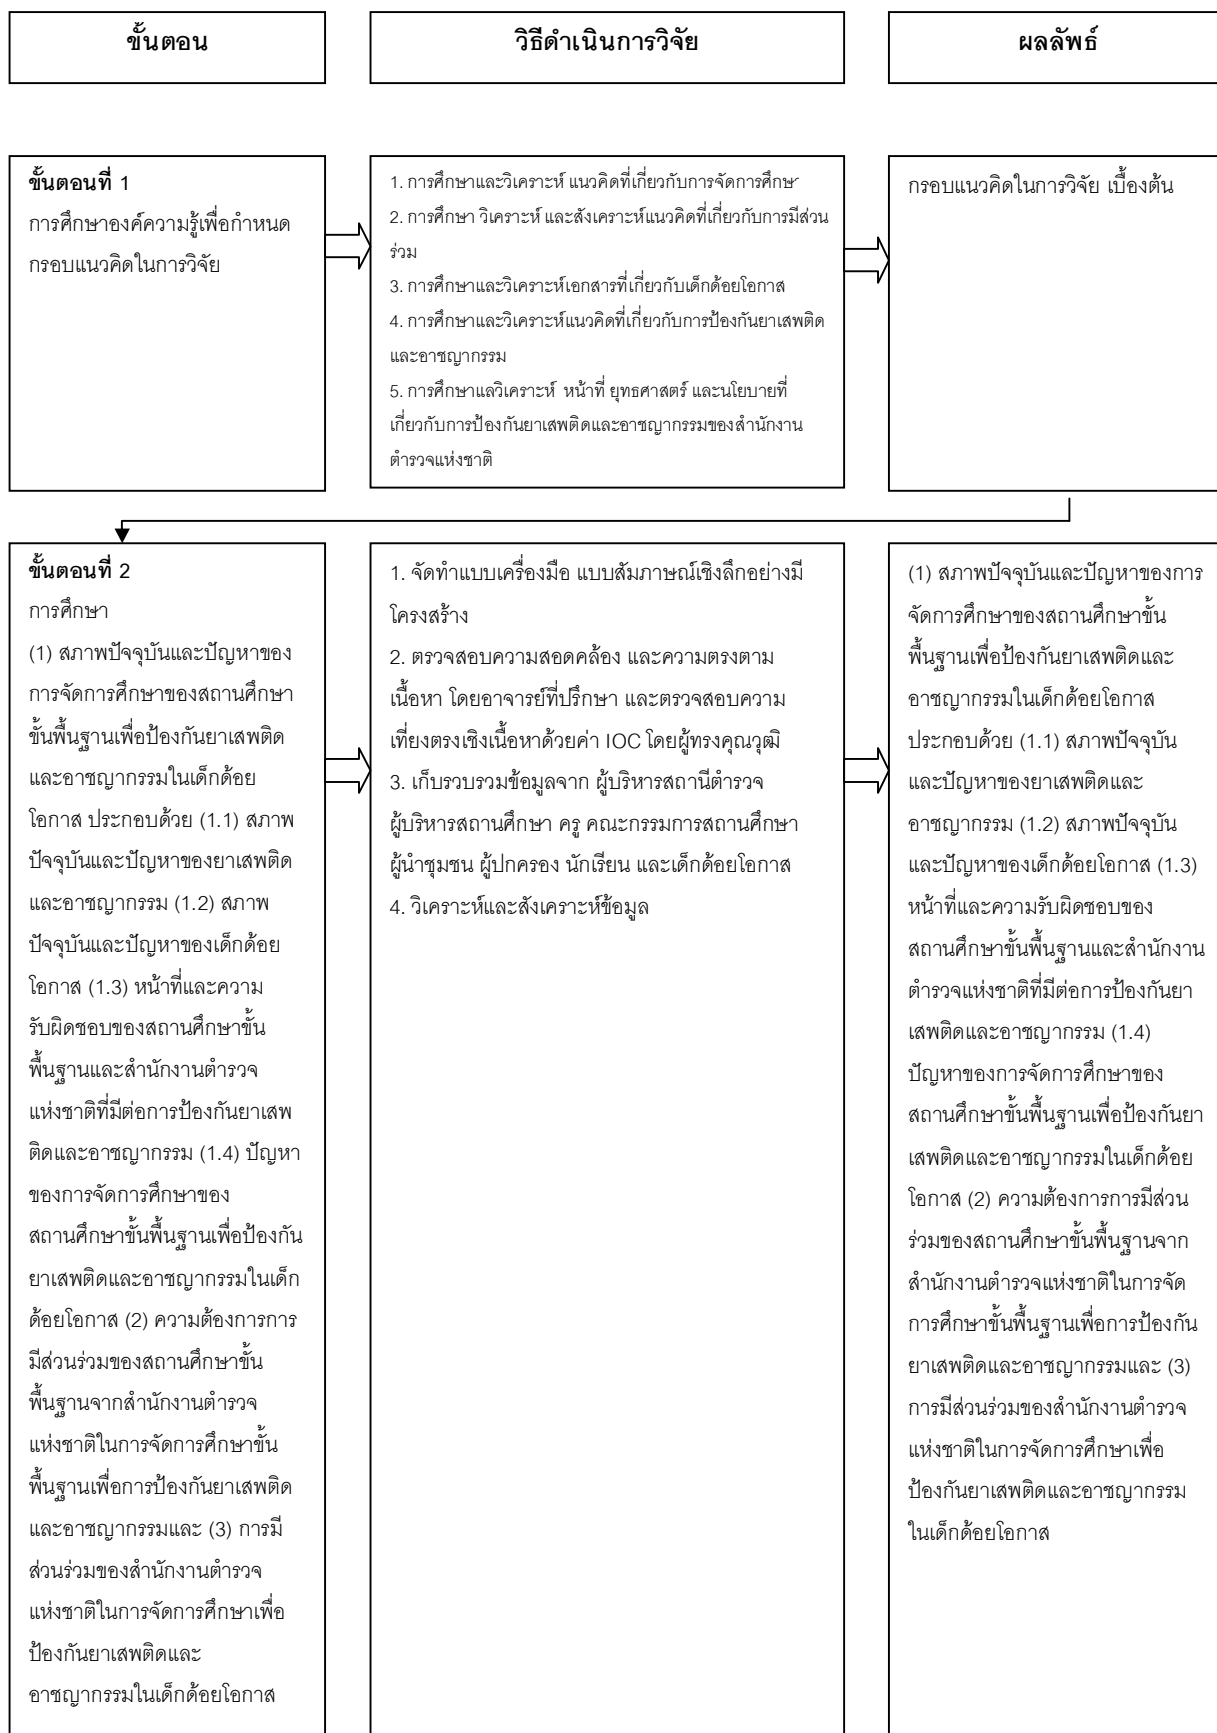 ขั้นตอน
วิธีดำเนินการวิจัย
ผลลัพธ์
ขั้นตอนที่ 1
การศึกษาองค์ความรู้เพื่อกำหนด
กรอบแนวคิดในการวิจัย
1. การศึกษาและวิเคราะห์ แนวคิดที่เกี่ยวกับการจัดการศึกษา
2. การศึกษา วิเคราะห์ และสังเคราะห์แนวคิดที่เกี่ยวกับการมีส่วน
ร่วม
3. การศึกษาและวิเคราะห์เอกสารที่เกี่ยวกับเด็กด้อยโอกาส
4. การศึกษาและวิเคราะห์แนวคิดที่เกี่ยวกับการป้องกันยาเสพติด
และอาชญากรรม
5. การศึกษาแลวิเคราะห์ หน้าที่ ยุทธศาสตร์ และนโยบายที่
เกี่ยวกับการป้องกันยาเสพติดและอาชญากรรมของสำนักงาน
ตำรวจแห่งชาติ
กรอบแนวคิดในการวิจัย เบื้องต้น
ขั้นตอนที่ 2
การศึกษา
(1) สภาพปัจจุบันและปัญหาของ
การจัดการศึกษาของสถานศึกษา
ขั้นพื้นฐานเพื่อป้องกันยาเสพติด
และอาชญากรรมในเด็กด้อย
โอกาส ประกอบด้วย (1.1) สภาพ
ปัจจุบันและปัญหาของยาเสพติด
และอาชญากรรม (1.2) สภาพ
ปัจจุบันและปัญหาของเด็กด้อย
โอกาส (1.3) หน้าที่และความ
รับผิดชอบของสถานศึกษาขั้น
พื้นฐานและสำนักงานตำรวจ
แห่งชาติที่มีต่อการป้องกันยาเสพ
ติดและอาชญากรรม (1.4) ปัญหา
ของการจัดการศึกษาของ
สถานศึกษาขั้นพื้นฐานเพื่อป้องกัน
ยาเสพติดและอาชญากรรมในเด็ก
ด้อยโอกาส (2) ความต้องการการ
มีส่วนร่วมของสถานศึกษาขั้น
พื้นฐานจากสำนักงานตำรวจ
แห่งชาติในการจัดการศึกษาขั้น
พื้นฐานเพื่อการป้องกันยาเสพติด
และอาชญากรรมและ (3) การมี
ส่วนร่วมของสำนักงานตำรวจ
แห่งชาติในการจัดการศึกษาเพื่อ
ป้องกันยาเสพติดและ
อาชญากรรมในเด็กด้อยโอกาส
1. จัดทำแบบเครื่องมือ แบบสัมภาษณ์เชิงลึกอย่างมี
โครงสร้าง
2. ตรวจสอบความสอดคล้อง และความตรงตาม
เนื้อหา โดยอาจารย์ที่ปรึกษา และตรวจสอบความ
เที่ยงตรงเชิงเนื้อหาด้วยค่า IOC โดยผู้ทรงคุณวุฒิ
3. เก็บรวบรวมข้อมูลจาก ผู้บริหารสถานีตำรวจ
ผู้บริหารสถานศึกษา ครู คณะกรรมการสถานศึกษา
ผู้นำชุมชน ผู้ปกครอง นักเรียน และเด็กด้อยโอกาส
4. วิเคราะห์และสังเคราะห์ข้อมูล
(1) สภาพปัจจุบันและปัญหาของการ
จัดการศึกษาของสถานศึกษาขั้น
พื้นฐานเพื่อป้องกันยาเสพติดและ
อาชญากรรมในเด็กด้อยโอกาส
ประกอบด้วย (1.1) สภาพปัจจุบัน
และปัญหาของยาเสพติดและ
อาชญากรรม (1.2) สภาพปัจจุบัน
และปัญหาของเด็กด้อยโอกาส (1.3)
หน้าที่และความรับผิดชอบของ
สถานศึกษาขั้นพื้นฐานและสำนักงาน
ตำรวจแห่งชาติที่มีต่อการป้องกันยา
เสพติดและอาชญากรรม (1.4)
ปัญหาของการจัดการศึกษาของ
สถานศึกษาขั้นพื้นฐานเพื่อป้องกันยา
เสพติดและอาชญากรรมในเด็กด้อย
โอกาส (2) ความต้องการการมีส่วน
ร่วมของสถานศึกษาขั้นพื้นฐานจาก
สำนักงานตำรวจแห่งชาติในการจัด
การศึกษาขั้นพื้นฐานเพื่อการป้องกัน
ยาเสพติดและอาชญากรรมและ (3)
การมีส่วนร่วมของสำนักงานตำรวจ
แห่งชาติในการจัดการศึกษาเพื่อ
ป้องกันยาเสพติดและอาชญากรรม
ในเด็กด้อยโอกาส